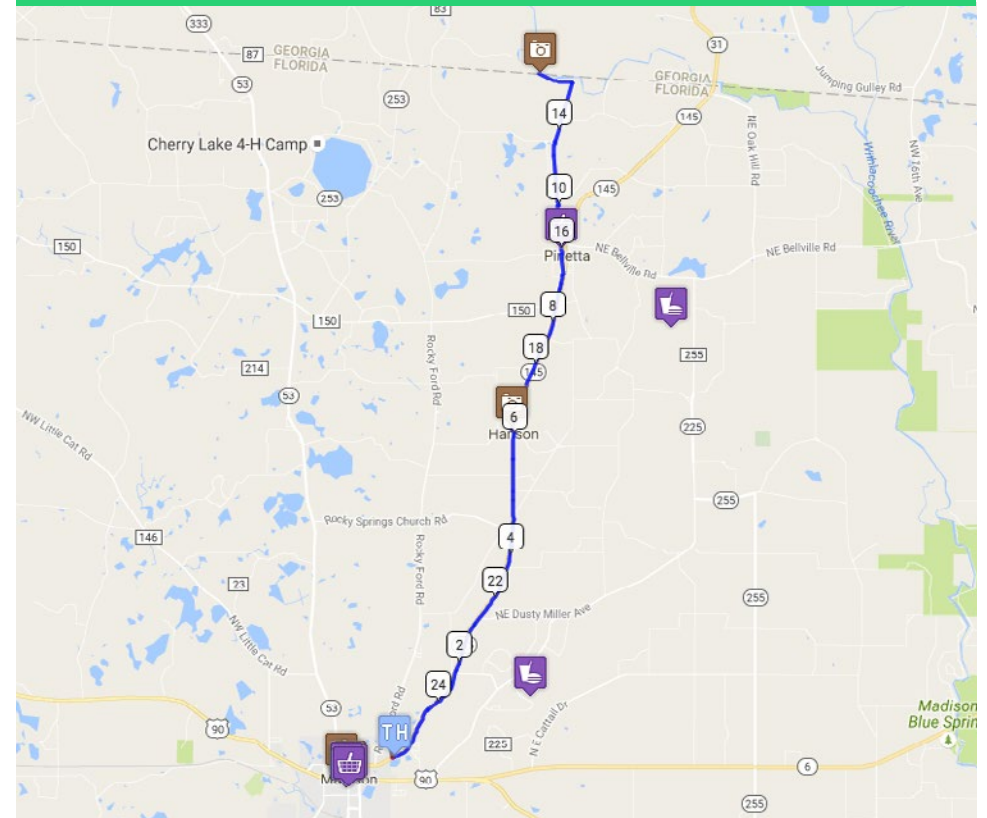 83
333
31
87
GEORGIA
FLORIDA
GEORGIA
FLORIDA
Jumping Gulley Rd
53
253
14
145
NE Oak Hill Rd
Withlacoochee River
NW 16th Ave
Cherry Lake 4-H Camp
253
10
145
16
150
NE Bellville Rd
NE Bellville Rd
8
150
150
Rocky Ford Rd
18
255
214
145
53
6
Hanson
225
NW Little Cat Rd
255
Rocky Springs Church Rd
4
146
Rocky Ford Rd
23
22
255
NE Dusty Miller Ave
NW Little Cat Rd
2
24
NE Cattail Dr
53
90
TH
225
Madison
Blue Sprin
6
90
255